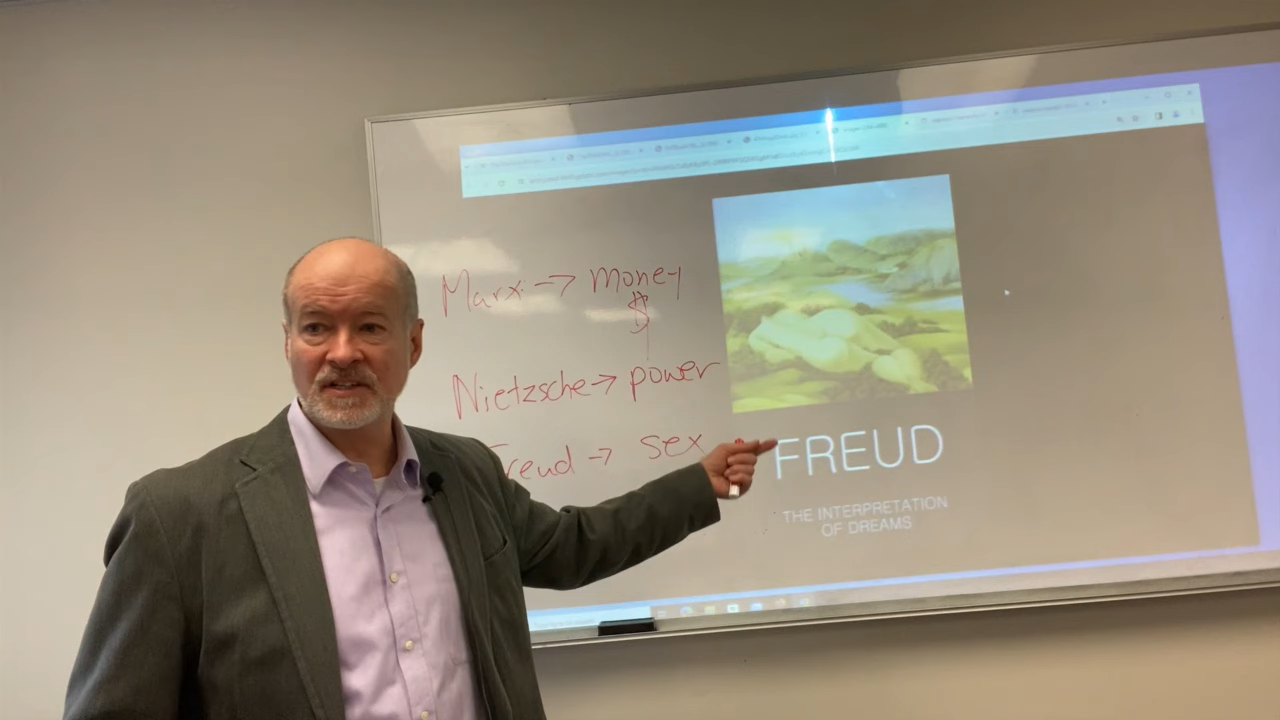 Marx → money
$
Nietzsche → power
Freud → sex
FREUD
THE INTERPRETATION
OF DREAMS